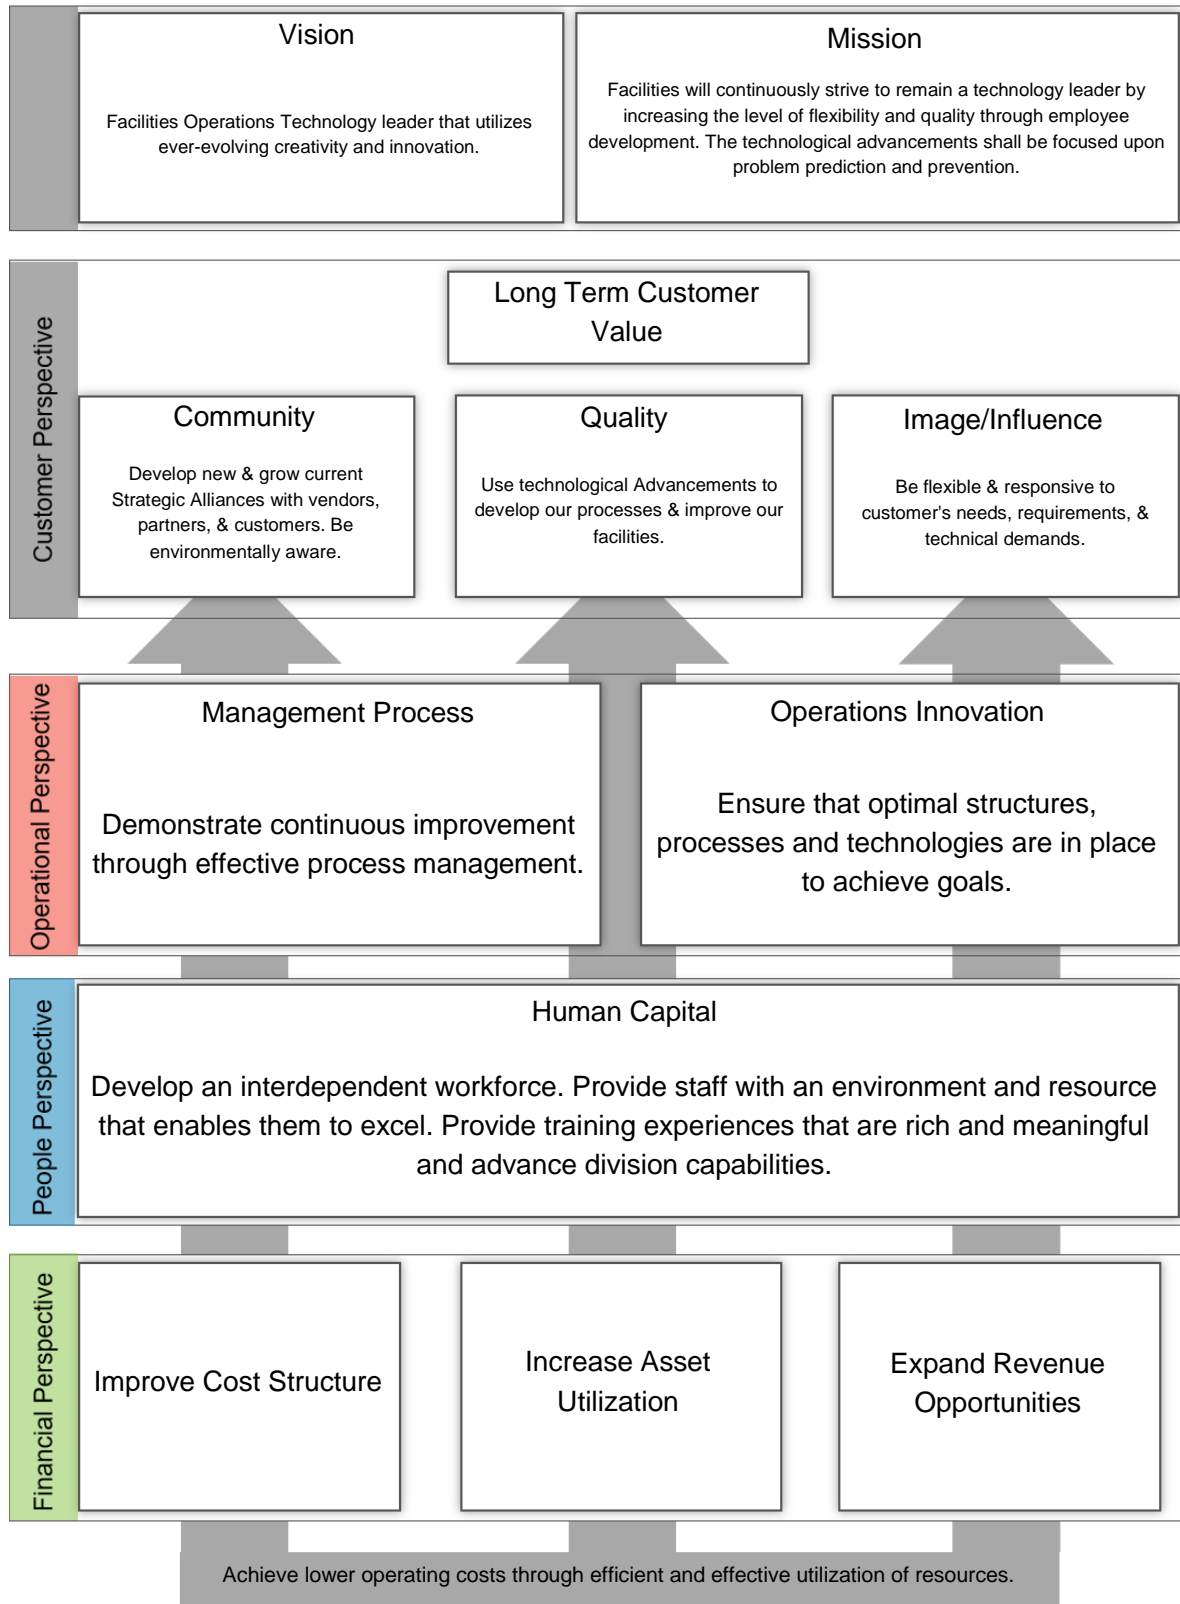 Vision
Facilities Operations Technology leader that utilizes
ever-evolving creativity and innovation.
Mission
Facilities will continuously strive to remain a technology leader by
increasing the level of flexibility and quality through employee
development. The technological advancements shall be focused upon
problem prediction and prevention.
Customer Perspective
Long Term Customer
Value
Community
Develop new & grow current
Strategic Alliances with vendors,
partners, & customers. Be
environmentally aware.
Quality
Use technological Advancements to
develop our processes & improve our
facilities.
Image/Influence
Be flexible & responsive to
customer's needs, requirements, &
technical demands.
Operational Perspective
Management Process
Demonstrate continuous improvement
through effective process management.
Operations Innovation
Ensure that optimal structures,
processes and technologies are in place
to achieve goals.
People Perspective
Human Capital
Develop an interdependent workforce. Provide staff with an environment and resource
that enables them to excel. Provide training experiences that are rich and meaningful
and advance division capabilities.
Financial Perspective
Improve Cost Structure
Increase Asset
Utilization
Expand Revenue
Opportunities
Achieve lower operating costs through efficient and effective utilization of resources.